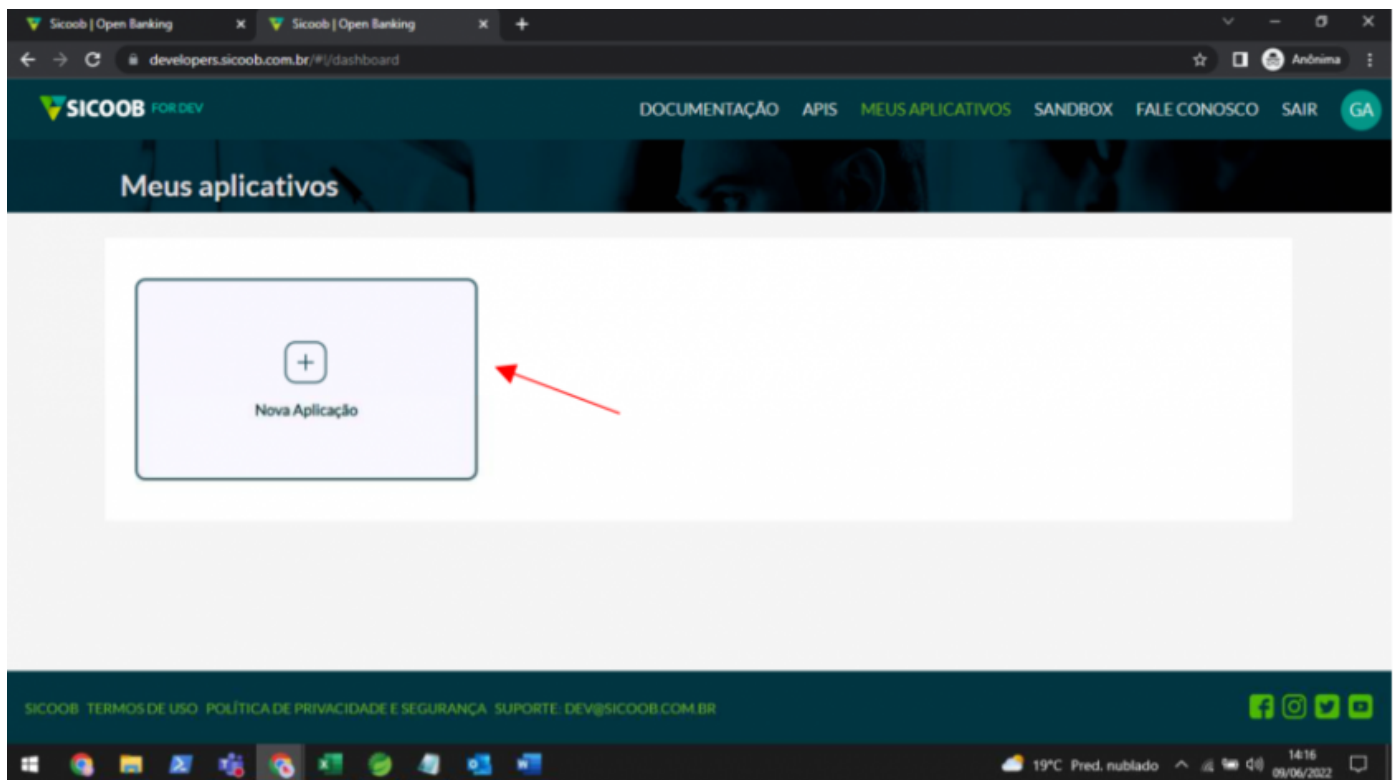 Sicoob | Open Banking
Sicoob | Open Banking
developers.sicoob.com.br/#!/dashboard
Anônima
SICOOB FOR DEV
DOCUMENTAÇÃO APIS MEUS APLICATIVOS SANDBOX FALE CONOSCO SAIR GA
Meus aplicativos
Nova Aplicação
SICOOB TERMOS DE USO POLÍTICA DE PRIVACIDADE E SEGURANÇA SUPORTE: DEV@SICOOB.COM.BR
19°C Pred. nublado
14:16
09/06/2022